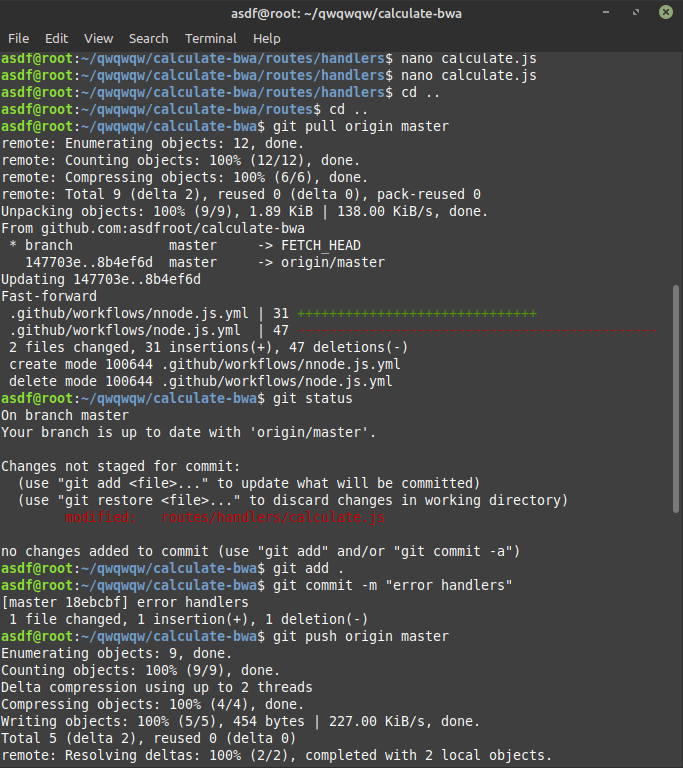 asdf@root: ~/qwqwqw/calculate-bwa
File Edit View Search Terminal Help
asdf@root:~/qwqwqw/calculate-bwa/routes/handlers$ nano calculate.js
asdf@root:~/qwqwqw/calculate-bwa/routes/handlers$ nano calculate.js
asdf@root:~/qwqwqw/calculate-bwa/routes/handlers$ cd ..
asdf@root:~/qwqwqw/calculate-bwa/routes$ cd ..
asdf@root:~/qwqwqw/calculate-bwa$ git pull origin master
remote: Enumerating objects: 12, done.
remote: Counting objects: 100% (12/12), done.
remote: Compressing objects: 100% (6/6), done.
remote: Total 9 (delta 2), reused 0 (delta 0), pack-reused 0
Unpacking objects: 100% (9/9), 1.89 KiB | 138.00 KiB/s, done.
From github.com:asdfroot/calculate-bwa
 * branch            master     -> FETCH_HEAD
   147703e..8b4ef6d  master     -> origin/master
Updating 147703e..8b4ef6d
Fast-forward
 .github/workflows/nnode.js.yml | 31 +++++++++++++++++++++++++++++++
 .github/workflows/node.js.yml  | 47 -----------------------------------------------
 2 files changed, 31 insertions(+), 47 deletions(-)
 create mode 100644 .github/workflows/nnode.js.yml
 delete mode 100644 .github/workflows/node.js.yml
asdf@root:~/qwqwqw/calculate-bwa$ git status
On branch master
Your branch is up to date with 'origin/master'.

Changes not staged for commit:
  (use "git add <file>..." to update what will be committed)
  (use "git restore <file>..." to discard changes in working directory)
        modified:   routes/handlers/calculate.js

no changes added to commit (use "git add" and/or "git commit -a")
asdf@root:~/qwqwqw/calculate-bwa$ git add .
asdf@root:~/qwqwqw/calculate-bwa$ git commit -m "error handlers"
[master 18ebcbf] error handlers
 1 file changed, 1 insertion(+), 1 deletion(-)
asdf@root:~/qwqwqw/calculate-bwa$ git push origin master
Enumerating objects: 9, done.
Counting objects: 100% (9/9), done.
Delta compression using up to 2 threads
Compressing objects: 100% (4/4), done.
Writing objects: 100% (5/5), 454 bytes | 227.00 KiB/s, done.
Total 5 (delta 2), reused 0 (delta 0)
remote: Resolving deltas: 100% (2/2), completed with 2 local objects.